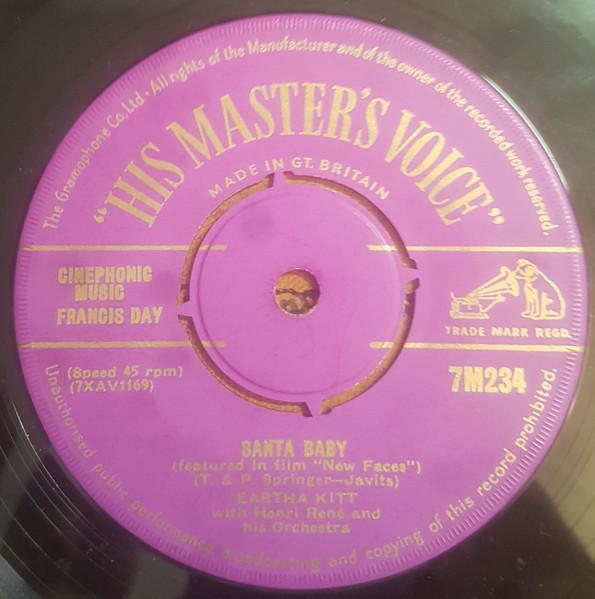 The Gramophone Co. Ltd. · All rights of the Manufacturer and of the owner of the recorded work reserved.
"HIS MASTER'S VOICE"
MADE IN GT. BRITAIN
CINEPHONIC
MUSIC
FRANCIS DAY
TRADE MARK REGD.
(Speed 45 rpm)
(7XAV1169)
7M234
SANTA BABY
(featured in film "New Faces")
(T. & P. Springer—Javits)
EARTHA KITT
with Henri René and
his Orchestra
Unauthorised public performance, broadcasting and copying of this record prohibited.